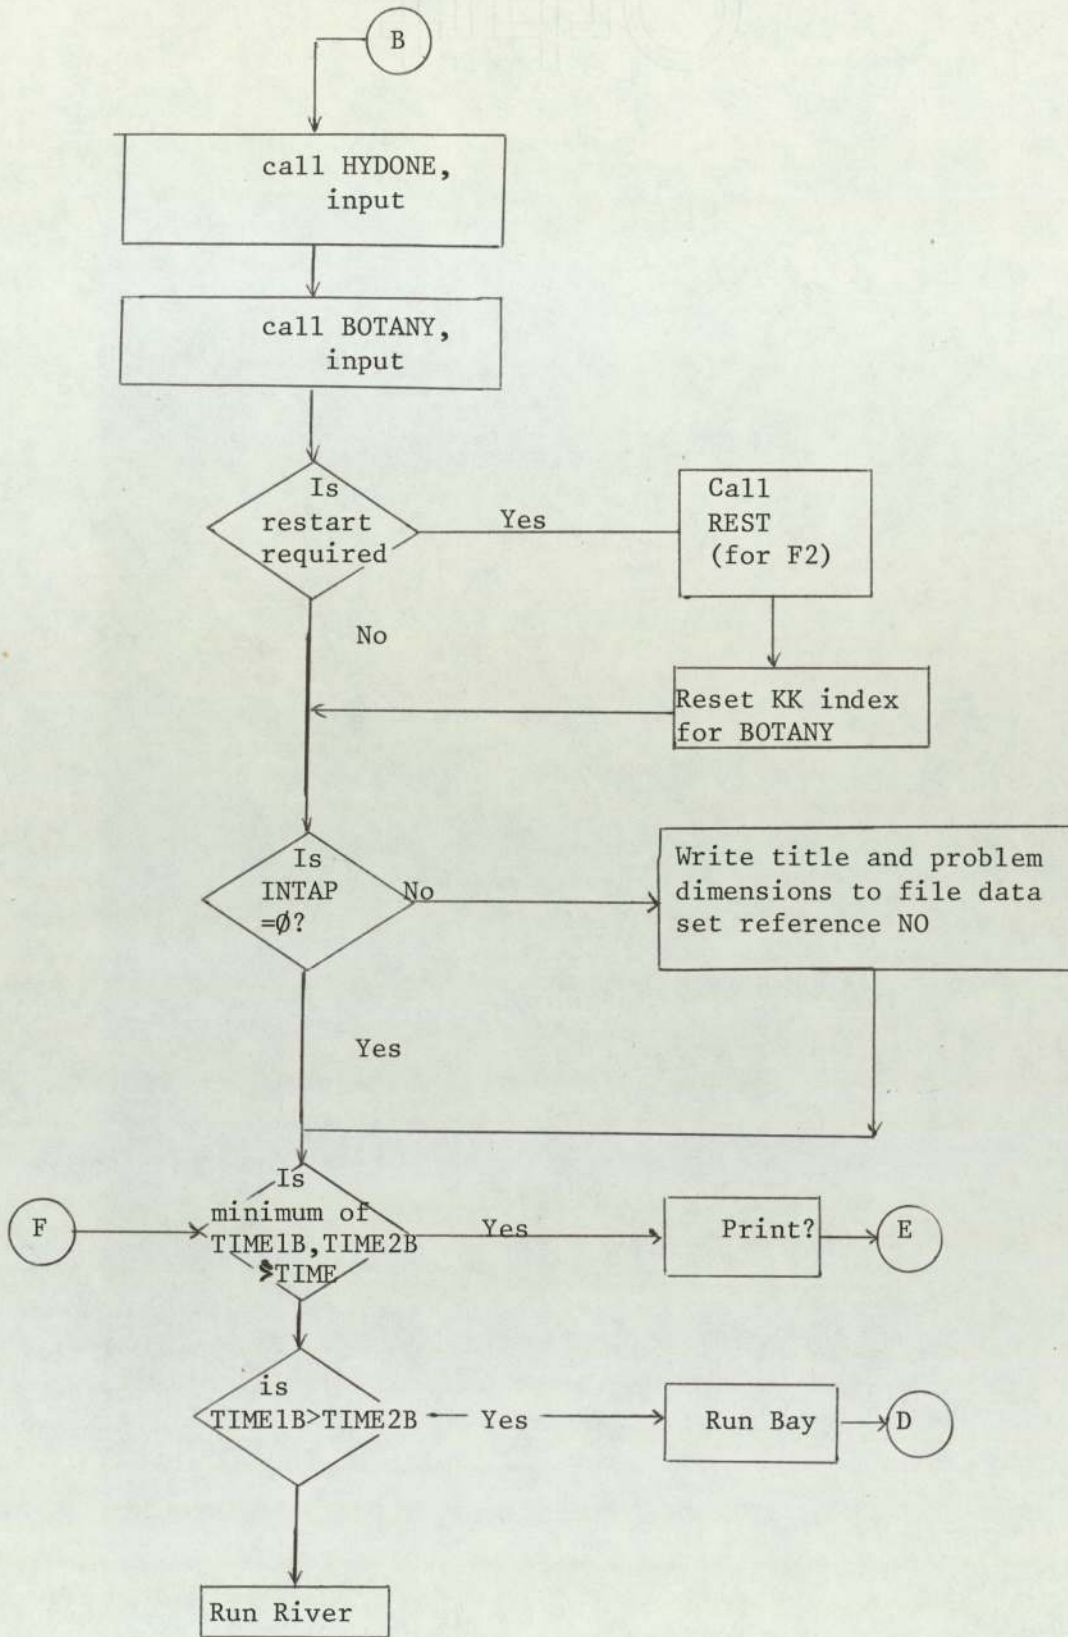 B
call HYDONE,
input
call BOTANY,
input
Is
restart
required
Yes
Call
REST
(for F2)
No
Reset KK index
for BOTANY
Is
INTAP
=Ø?
No
Write title and problem
dimensions to file data
set reference NO
Yes
F
Is
minimum of
TIME1B,TIME2B
>TIME
Yes
Print?
E
is
TIME1B>TIME2B
Yes
Run Bay
D
Run River